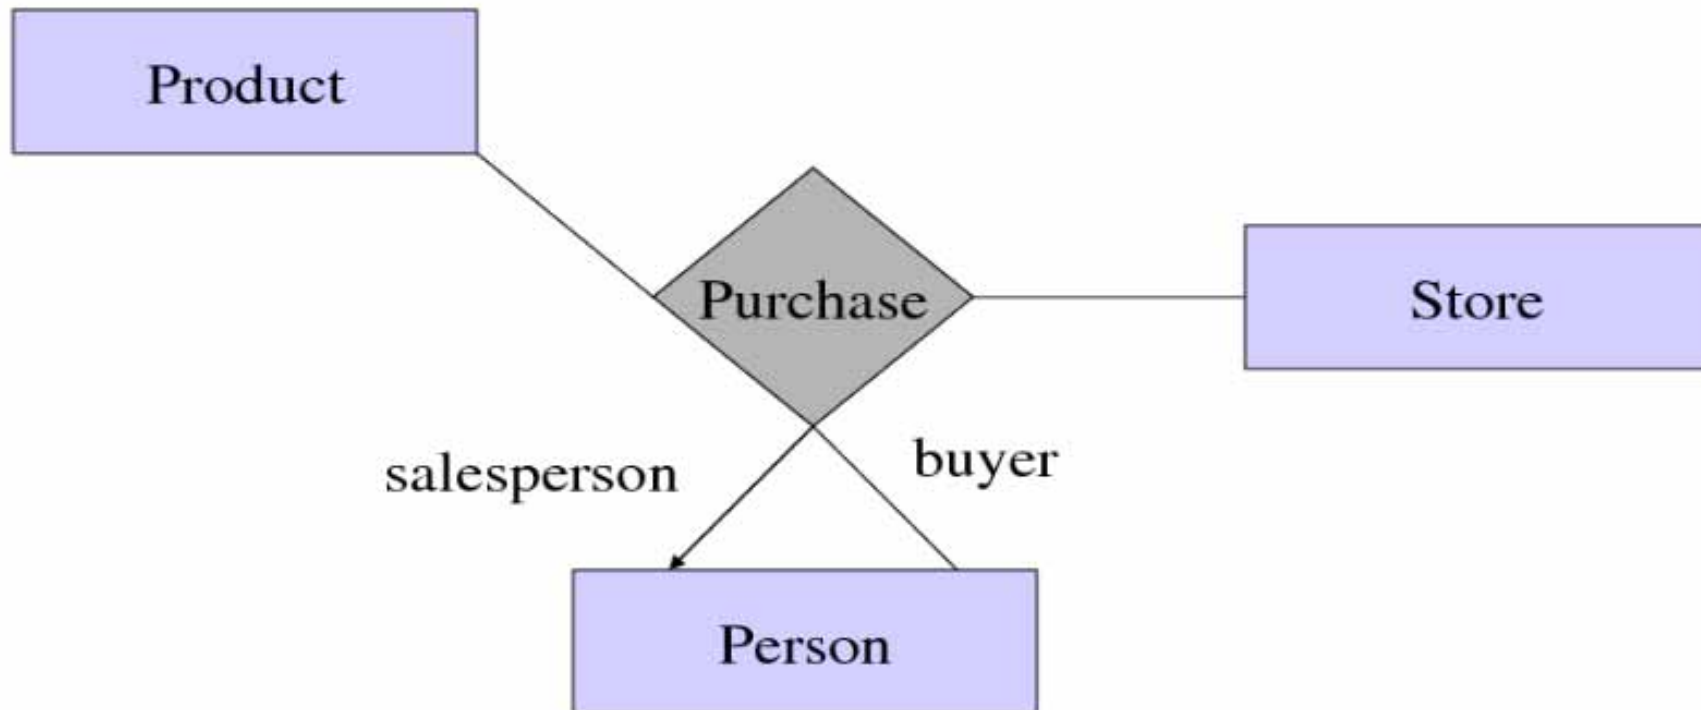 Product
Purchase
Store
salesperson
buyer
Person